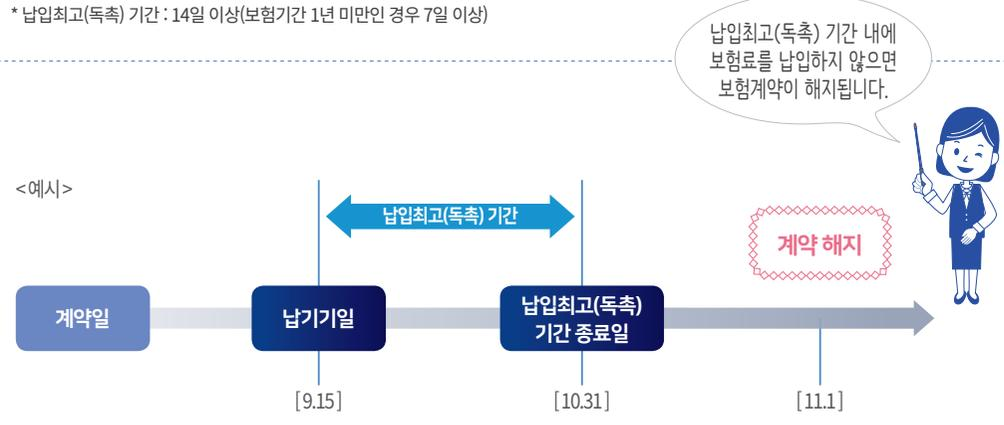 * 납입최고(독촉) 기간 : 14일 이상(보험기간 1년 미만인 경우 7일 이상)
납입최고(독촉) 기간 내에
보험료를 납입하지 않으면
보험계약이 해지됩니다.
<예시>
납입최고(독촉) 기간
계약 해지
계약일
납기기일
납입최고(독촉)
기간 종료일
[9.15]
[10.31]
[11.1]